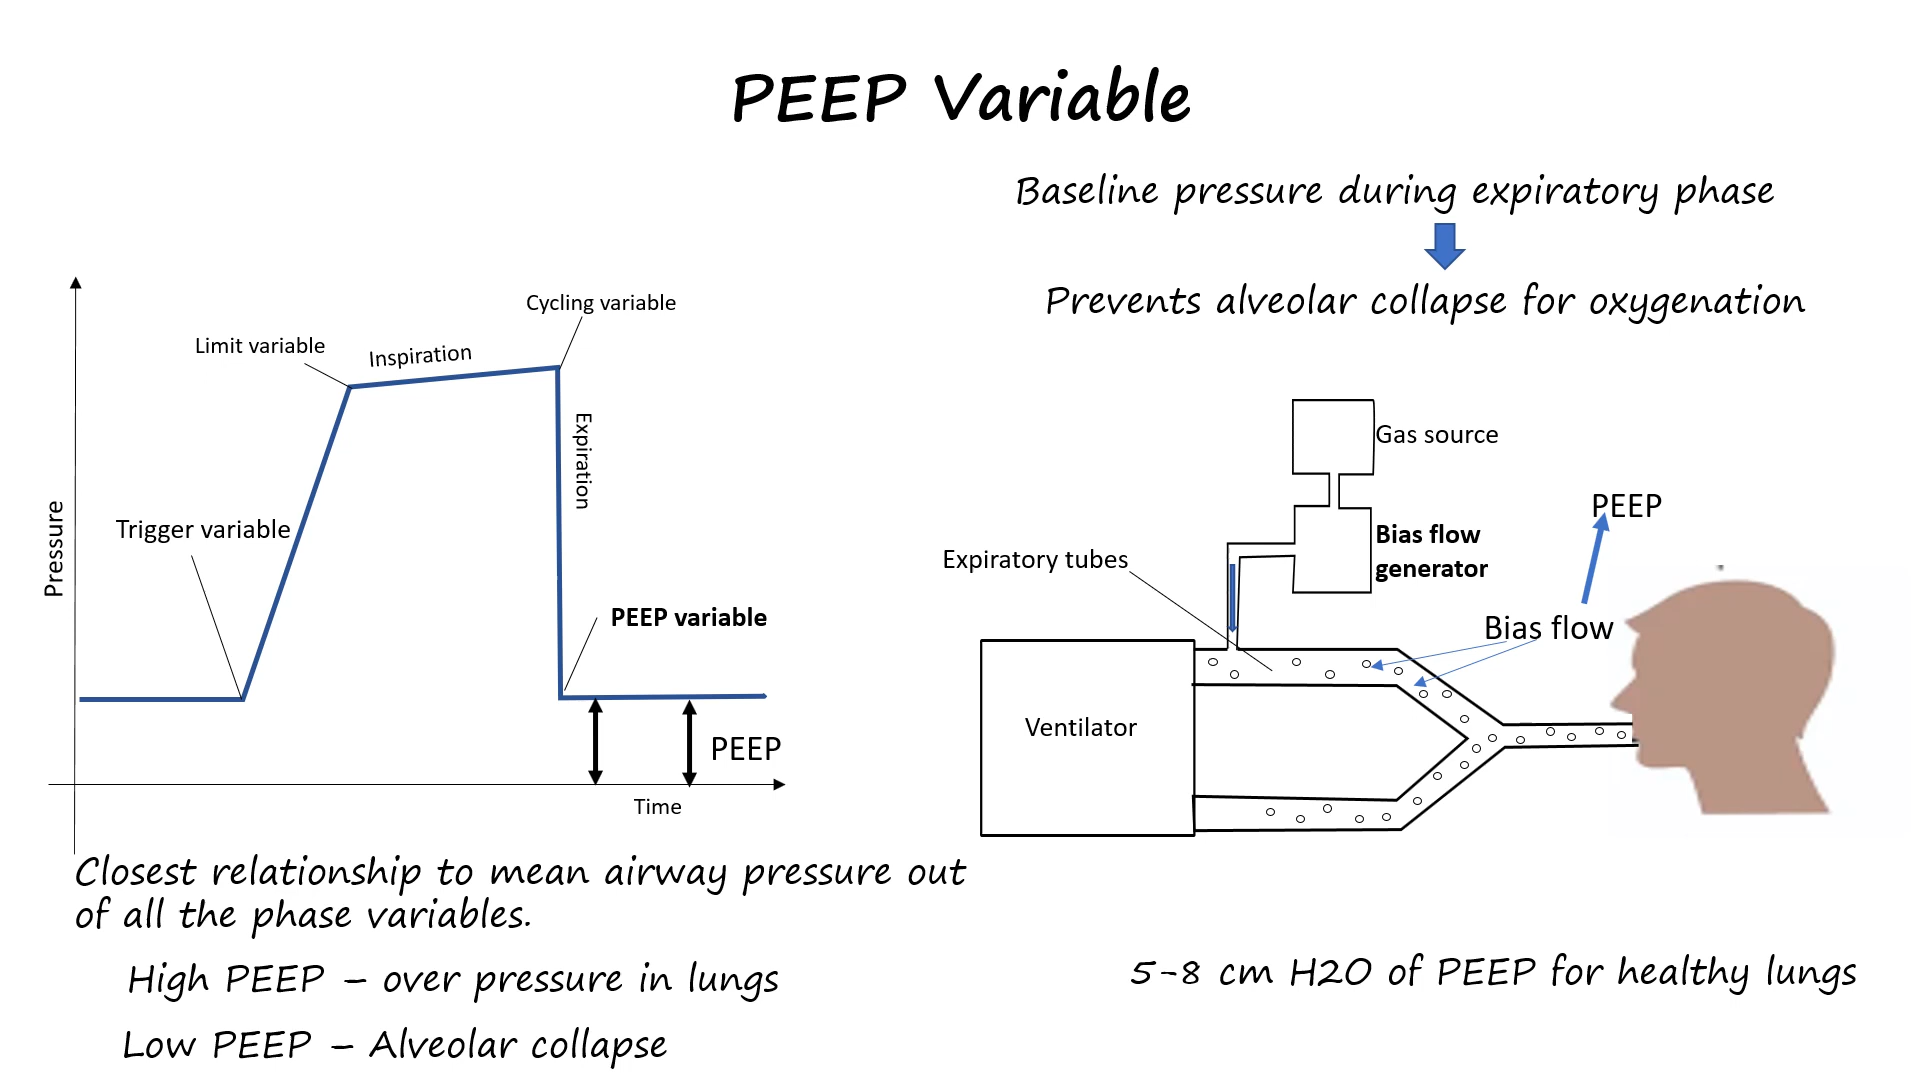 PEEP Variable
Baseline pressure during expiratory phase
Prevents alveolar collapse for oxygenation
Cycling variable
Limit variable
Inspiration
Expiration
Trigger variable
Pressure
PEEP variable
PEEP
Time
Gas source
PEEP
Bias flow
generator
Expiratory tubes
Bias flow
Ventilator
Closest relationship to mean airway pressure out
of all the phase variables.
High PEEP – over pressure in lungs
Low PEEP – Alveolar collapse
5-8 cm H2O of PEEP for healthy lungs